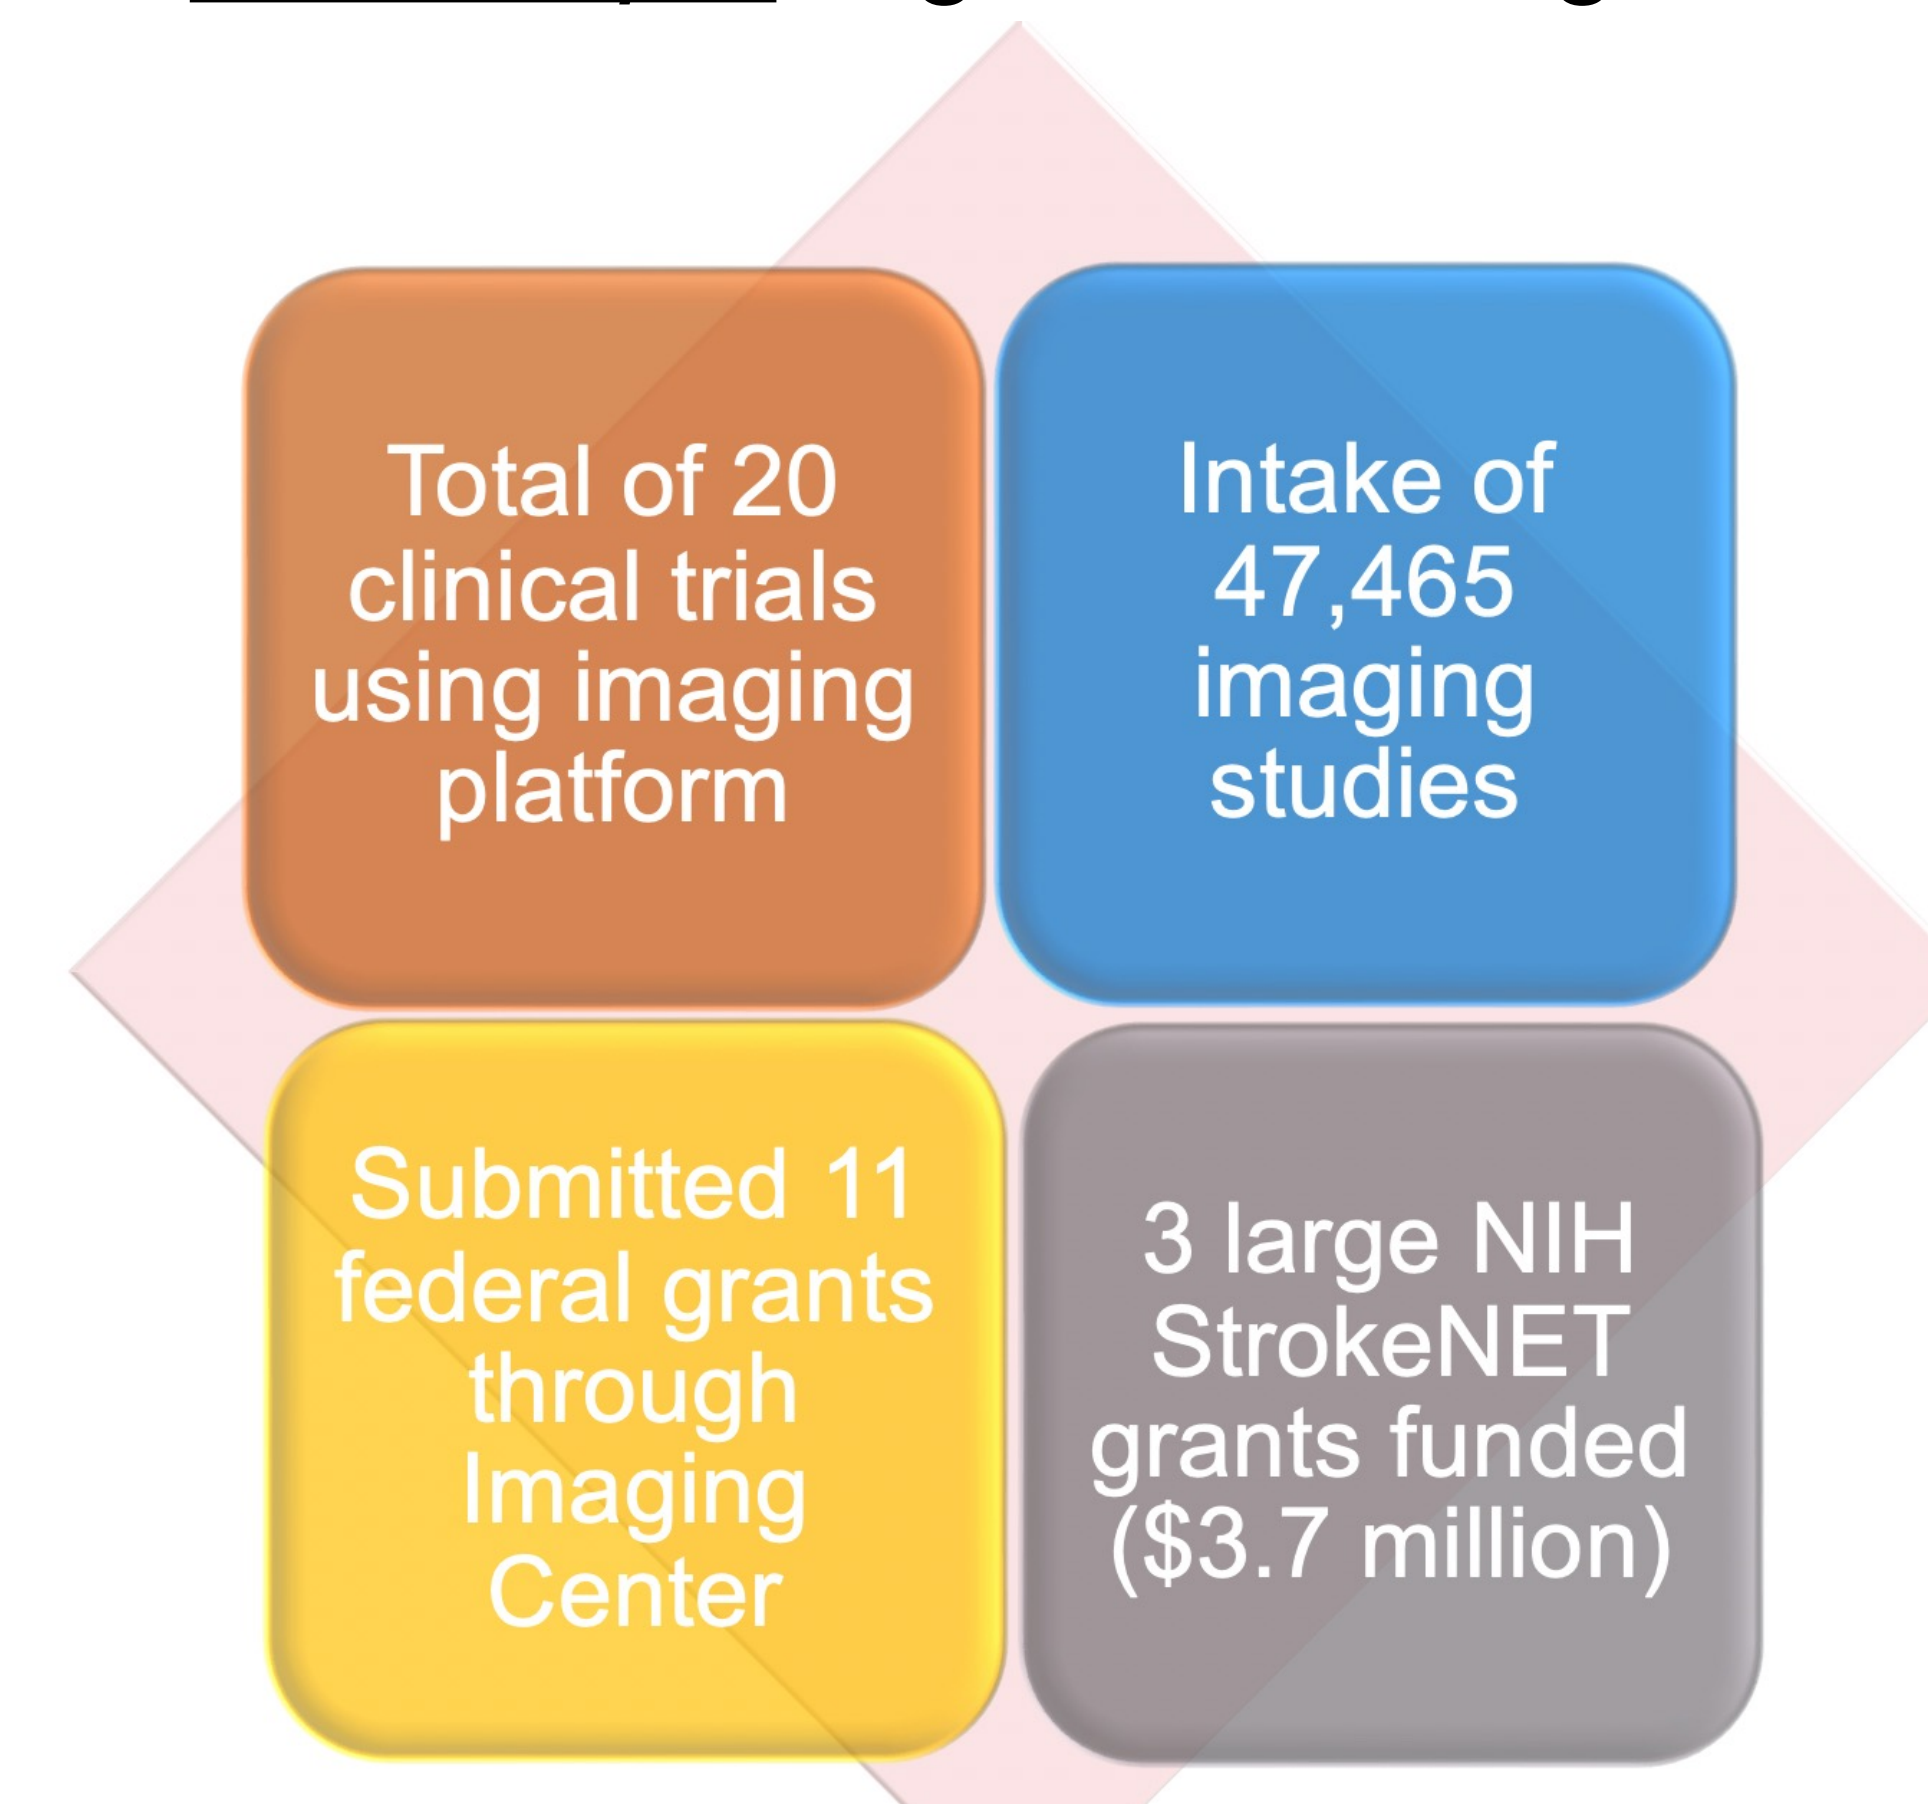 Total of 20
clinical trials
using imaging
platform
Intake of
47,465
imaging
studies
Submitted 11
federal grants
through
Imaging
Center
3 large NIH
StrokeNET
grants funded
($3.7 million)